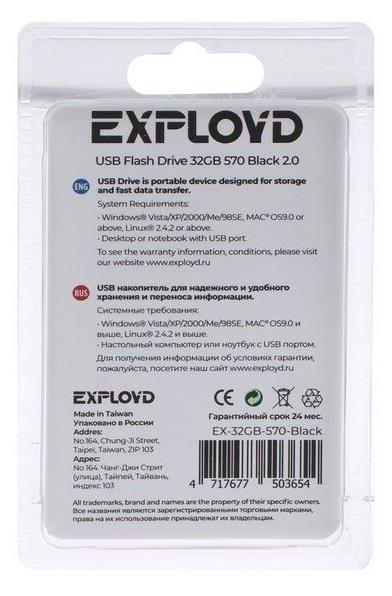 EXPLOYD
USB Flash Drive 32GB 570 Black 2.0
ENG
USB Drive is portable device designed for storage
and fast data transfer.
System Requirements:
• Windows® Vista/XP/2000/Me/98SE, MAC® OS9.0 or
above, Linux® 2.4.2 or above.
• Desktop or notebook with USB port.
To see the warranty information, conditions, please visit
our website www.exployd.ru
RUS
USB накопитель для надежного и удобного
хранения и переноса информации.
Системные требования:
• Windows® Vista/XP/2000/Me/98SE, MAC® OS9.0 и
выше, Linux® 2.4.2 и выше.
• Настольный компьютер или ноутбук с USB портом.
Для получения информации об условиях гарантии,
пожалуйста, посетите наш сайт www.exployd.ru
EXPLOYD
Made in Taiwan
Упаковано в России
Addres:
No.164, Chung-Ji Street,
Taipei, Taiwan, ZIP 103
Адрес:
No 164. Чанг-Джи Стрит
(улица), Тайпей, Тайвань,
индекс 103
CE
Гарантийный срок 24 мес.
EX-32GB-570-Black
4 717677 503654
All trademarks, brand and names are the property of their specific owners.
Все названия являются зарегистрированными торговыми марками,
права на их использование принадлежат их владельцам.